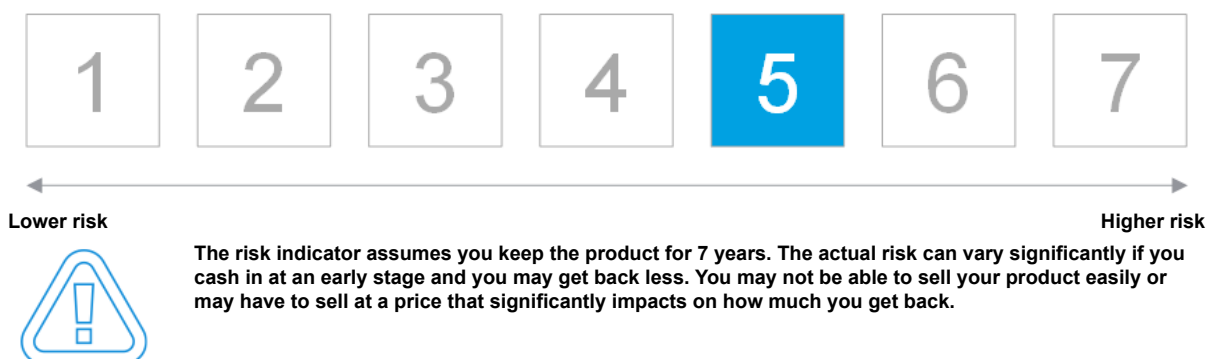 1 2 3 4 5 6 7
Lower risk Higher risk
The risk indicator assumes you keep the product for 7 years. The actual risk can vary significantly if you
cash in at an early stage and you may get back less. You may not be able to sell your product easily or
may have to sell at a price that significantly impacts on how much you get back.